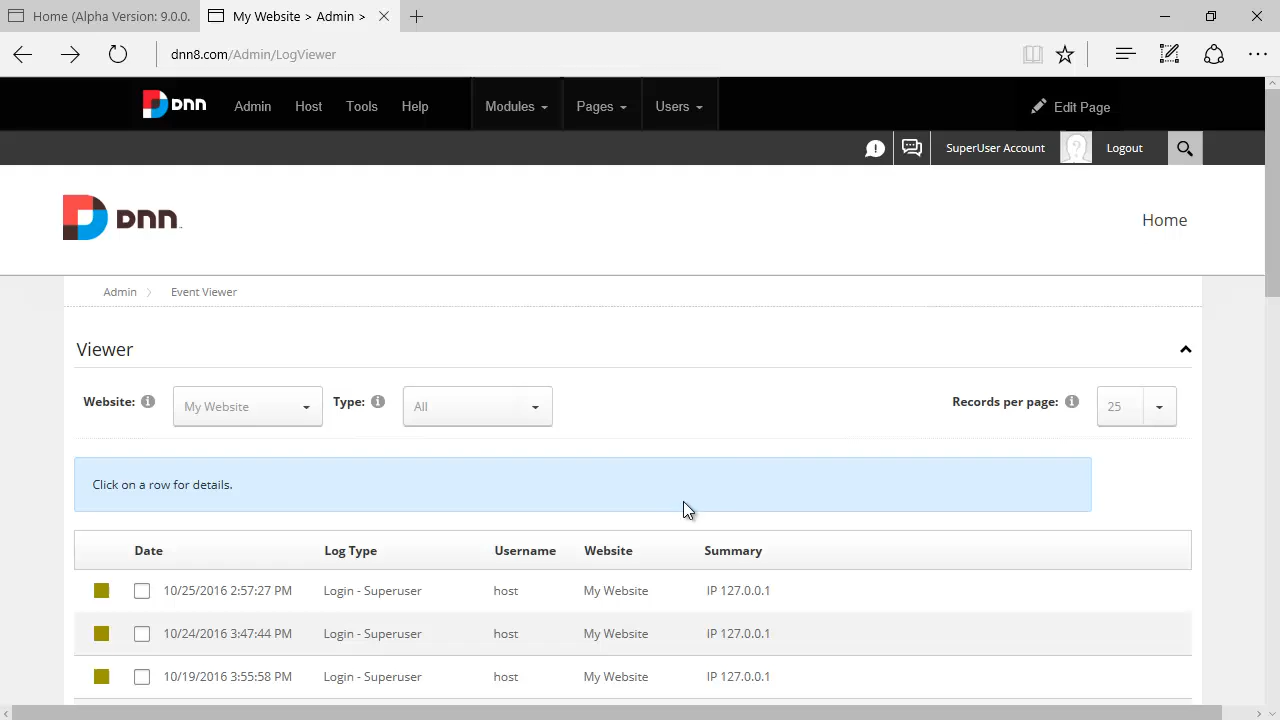 Home (Alpha Version: 9.0.0.
My Website > Admin >
dnn8.com/Admin/LogViewer
DNN Admin Host Tools Help Modules Pages Users Edit Page
SuperUser Account Logout
DNN Home
Admin Event Viewer
Viewer
Website: My Website Type: All Records per page: 25
Click on a row for details.
Date Log Type Username Website Summary
10/25/2016 2:57:27 PM Login - Superuser host My Website IP 127.0.0.1
10/24/2016 3:47:44 PM Login - Superuser host My Website IP 127.0.0.1
10/19/2016 3:55:58 PM Login - Superuser host My Website IP 127.0.0.1